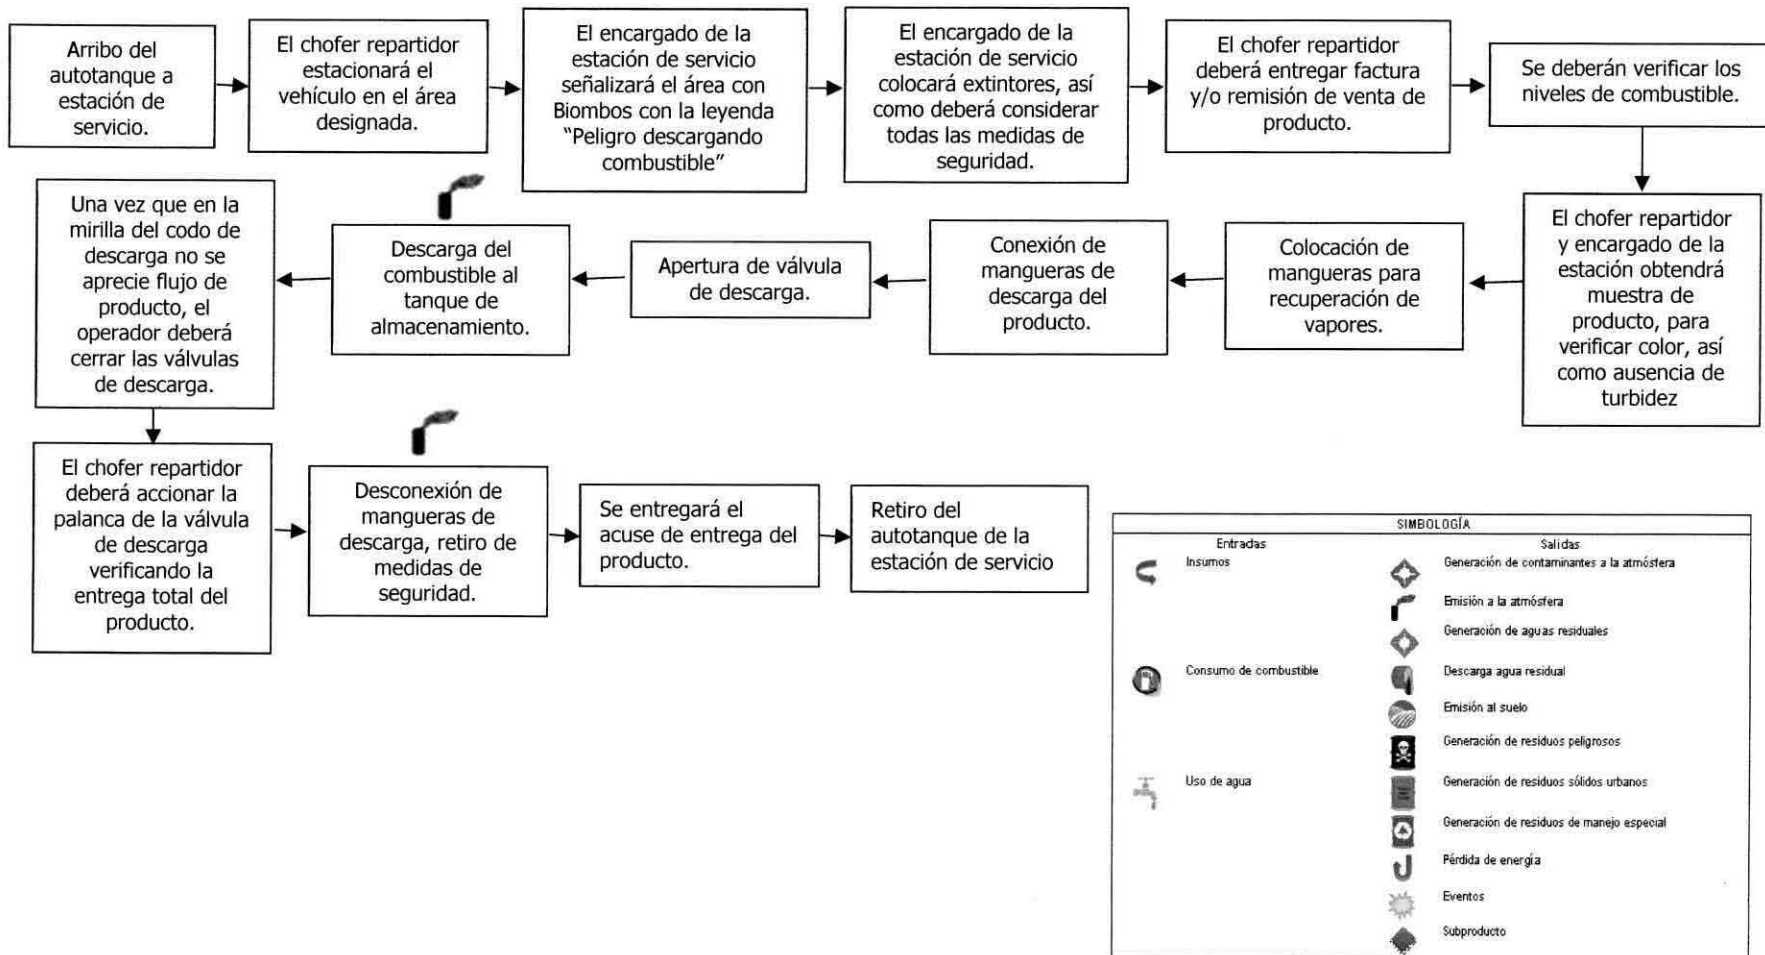 Arribo del
autotanque a
estación de
servicio.
El chofer repartidor
estacionará el
vehículo en el área
designada.
El encargado de la
estación de servicio
señalizará el área con
Biombos con la leyenda
“Peligro descargando
combustible”
El encargado de la
estación de servicio
colocará extintores, así
como deberá considerar
todas las medidas de
seguridad.
El chofer repartidor
deberá entregar factura
y/o remisión de venta de
producto.
Se deberán verificar los
niveles de combustible.
El chofer repartidor
y encargado de la
estación obtendrá
muestra de
producto, para
verificar color, así
como ausencia de
turbidez
Colocación de
mangueras para
recuperación de
vapores.
Conexión de
mangueras de
descarga del
producto.
Apertura de válvula
de descarga.
Descarga del
combustible al
tanque de
almacenamiento.
Una vez que en la
mirilla del codo de
descarga no se
aprecie flujo de
producto, el
operador deberá
cerrar las válvulas
de descarga.
El chofer repartidor
deberá accionar la
palanca de la válvula
de descarga
verificando la
entrega total del
producto.
Desconexión de
mangueras de
descarga, retiro de
medidas de
seguridad.
Se entregará el
acuse de entrega del
producto.
Retiro del
autotanque de la
estación de servicio
SIMBOLOGÍA
Entradas
Insumos
Consumo de combustible
Uso de agua
Salidas
Generación de contaminantes a la atmósfera
Emisión a la atmósfera
Generación de aguas residuales
Descarga agua residual
Emisión al suelo
Generación de residuos peligrosos
Generación de residuos sólidos urbanos
Generación de residuos de manejo especial
Pérdida de energía
Eventos
Subproducto